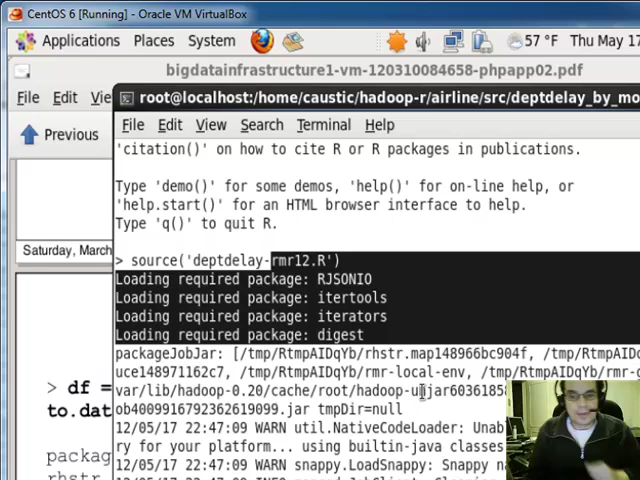 CentOS 6 [Running] - Oracle VM VirtualBox
Applications Places System 57 °F Thu May 17
bigdatainfrastructure1-vm-120310084658-phpapp02.pdf
File Edit
root@localhost:/home/caustic/hadoop-r/airline/src/deptdelay_by_mo
File Edit View Search Terminal Help
Previous
'citation()' on how to cite R or R packages in publications.
Type 'demo()' for some demos, 'help()' for on-line help, or
'help.start()' for an HTML browser interface to help.
Type 'q()' to quit R.
Saturday, March
> source('deptdelay-rmr12.R')
Loading required package: RJSONIO
Loading required package: itertools
Loading required package: iterators
Loading required package: digest
packageJobJar: [/tmp/RtmpAIDqYb/rhstr.map148966bc904f, /tmp/RtmpAIDqYb/
uce148971162c7, /tmp/RtmpAIDqYb/rmr-local-env,
var/lib/hadoop-0.20/cache/root/hadoop-unjar6036185
ob4009916792362619099.jar tmpDir=null
12/05/17 22:47:09 WARN util.NativeCodeLoader:
ry for your platform... using builtin-java classes
12/05/17 22:47:09 WARN snappy.LoadSnappy: Snappy
12/05/17 22:47:09
> df =
to.dat
packag
rhstr